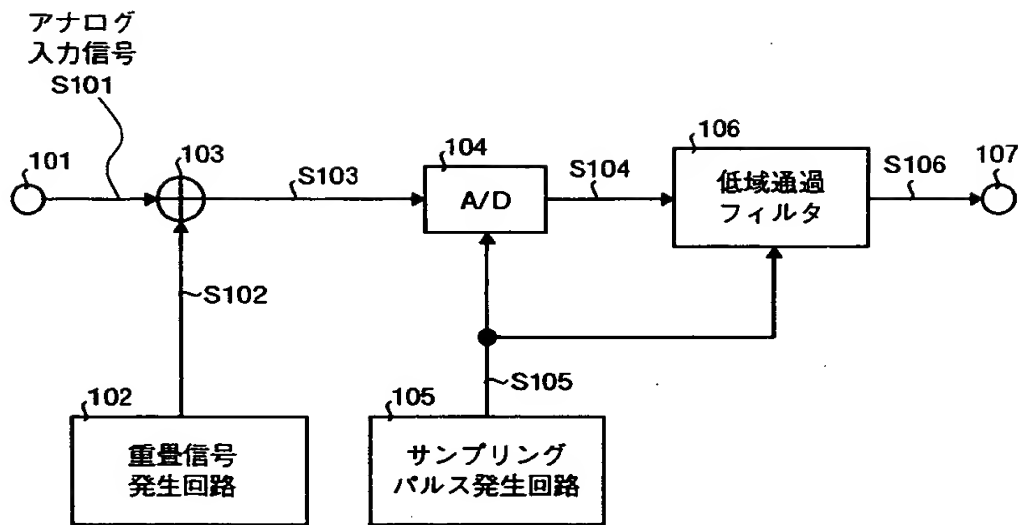 アナログ
入力信号
S101
101
103
S103
104
A/D
S104
106
低域通過
フィルタ
S106
107
S102
S105
102
重畳信号
発生回路
105
サンプリング
パルス発生回路